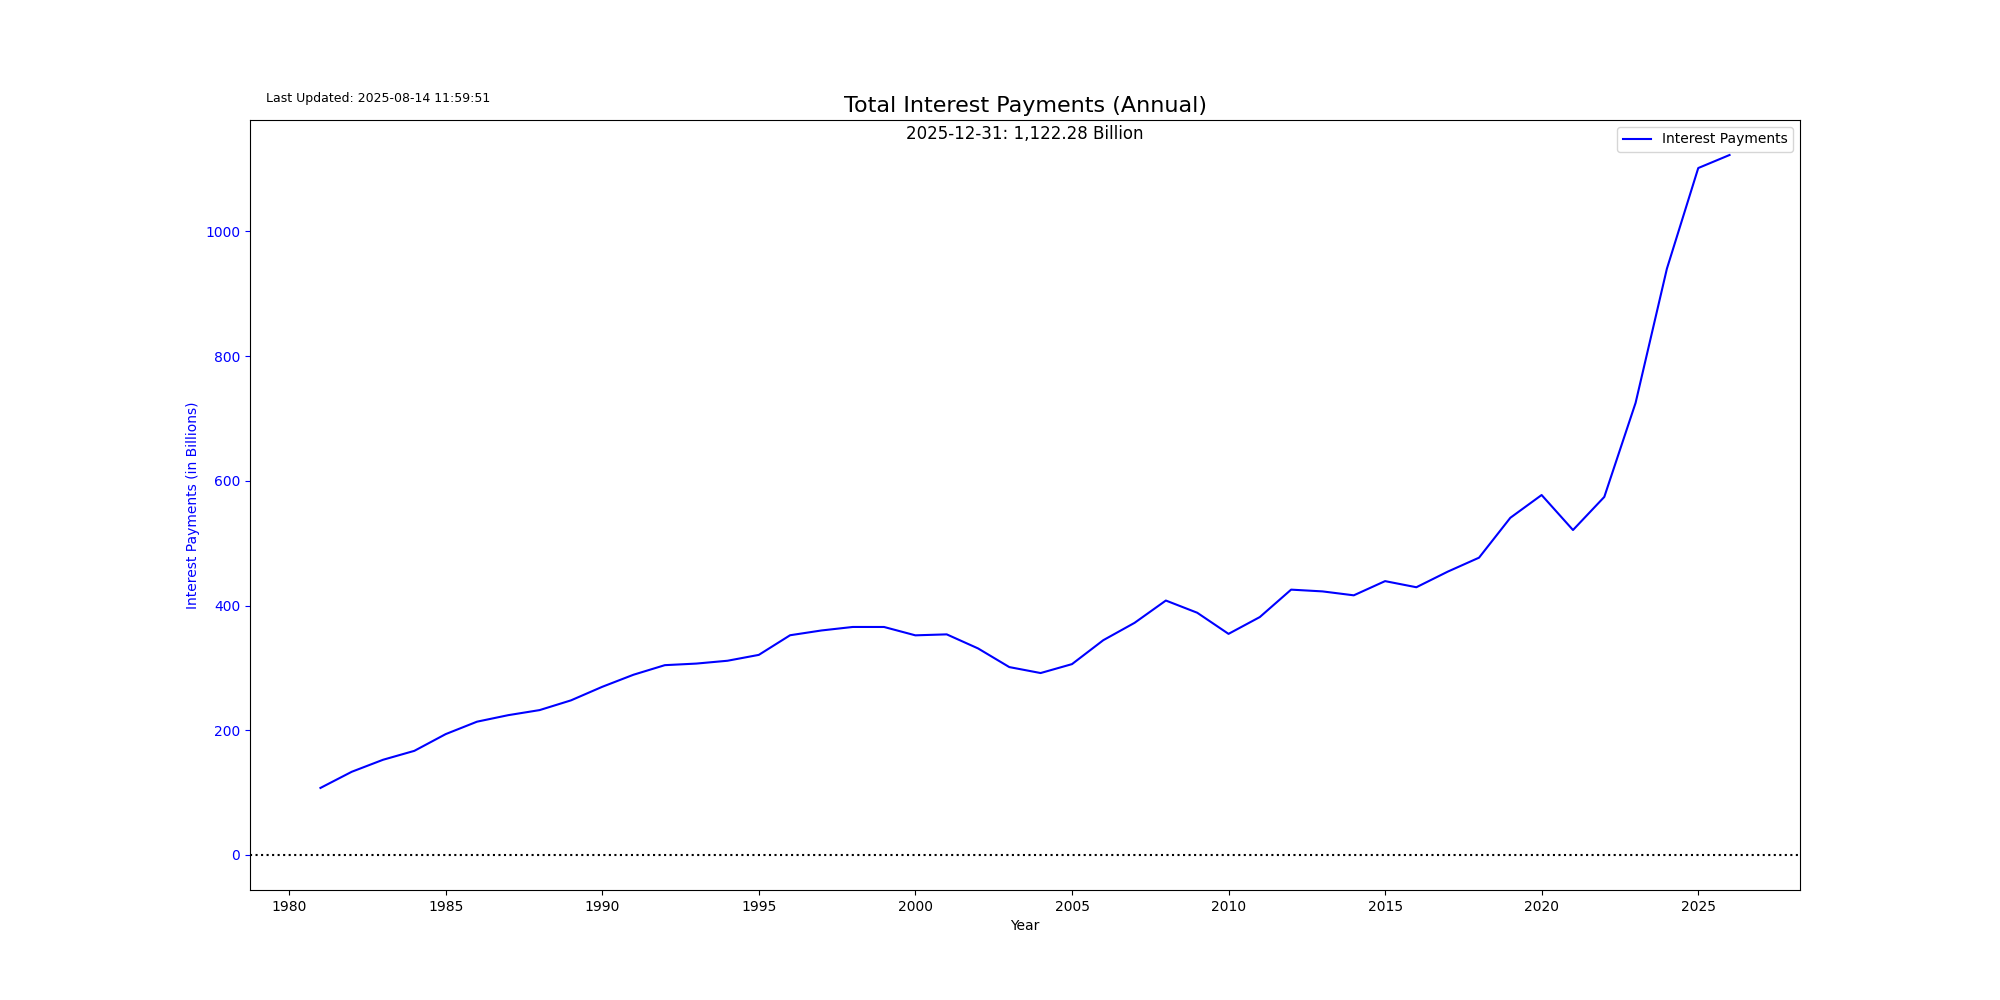 Last Updated: 2025-08-14 11:59:51
Total Interest Payments (Annual)
2025-12-31: 1,122.28 Billion
Interest Payments
1000
800
600
400
200
0
Interest Payments (in Billions)
1980 1985 1990 1995 2000 2005 2010 2015 2020 2025
Year